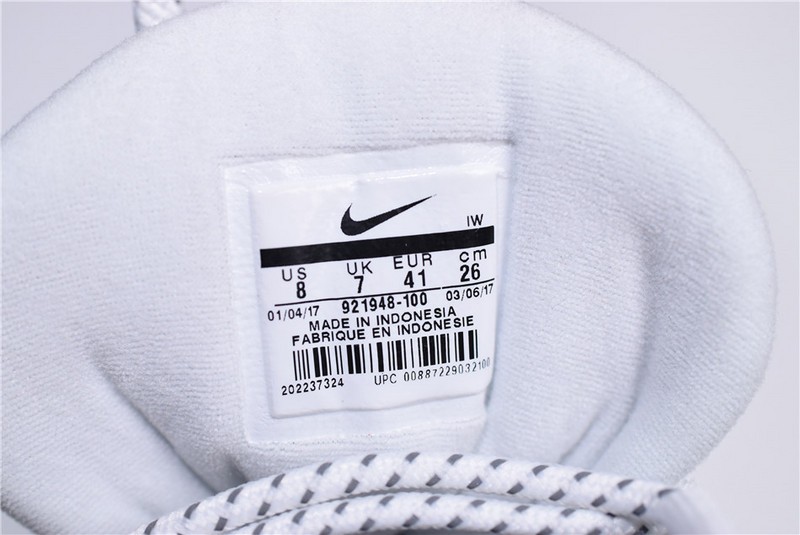 IW
US UK EUR cm
8 7 41 26
01/04/17 921948-100 03/06/17
MADE IN INDONESIA
FABRIQUE EN INDONESIE
202237324 UPC 00887229032100